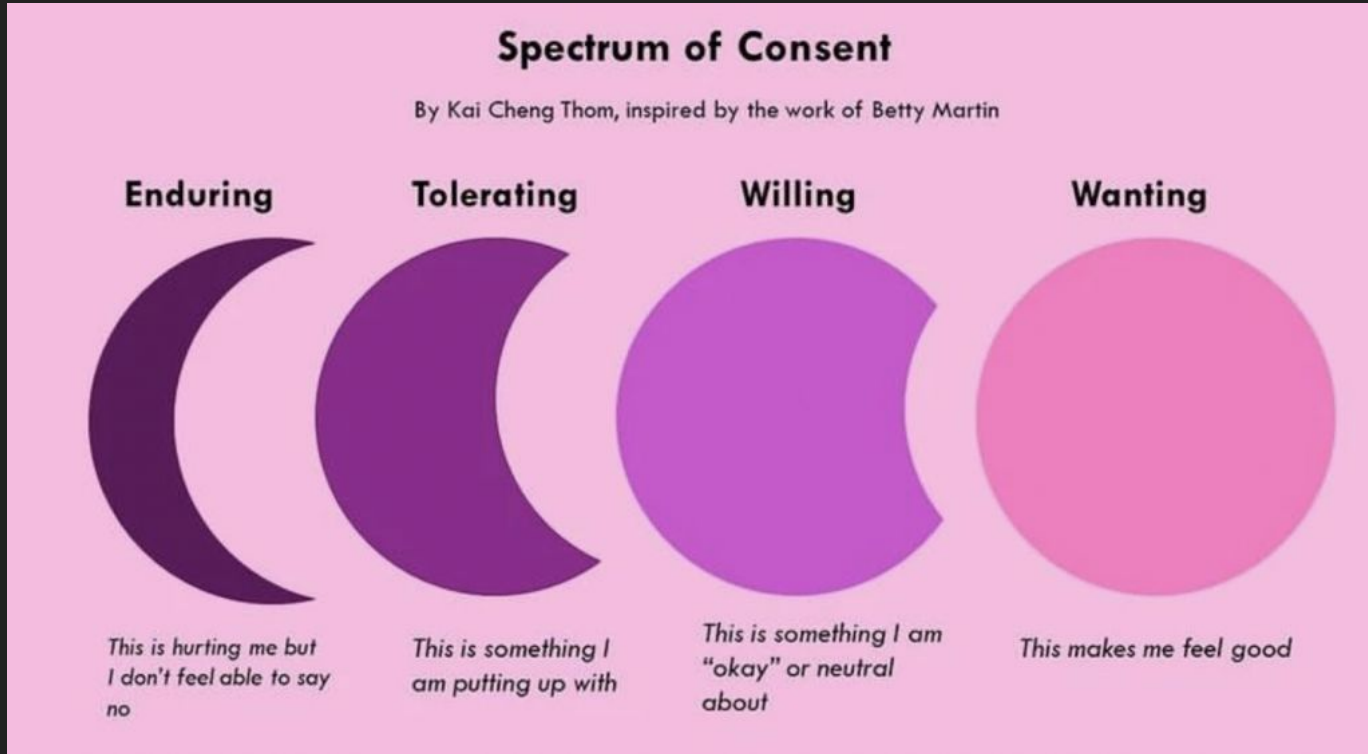 Spectrum of Consent
By Kai Cheng Thom, inspired by the work of Betty Martin
Enduring
This is hurting me but
I don't feel able to say
no
Tolerating
This is something I
am putting up with
Willing
This is something I am
“okay” or neutral
about
Wanting
This makes me feel good